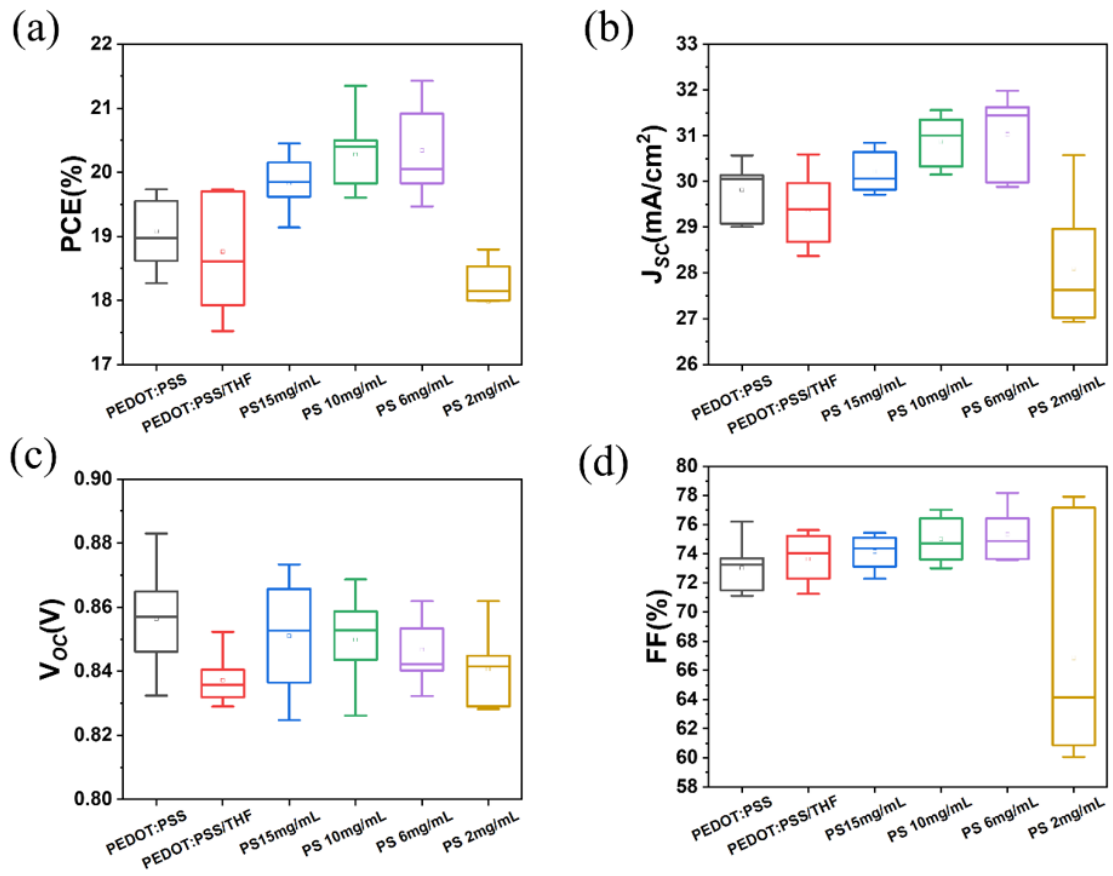 (a)
PCE(%)
22
21
20
19
18
17
PEDOT:PSS
PEDOT:PSS/THF
PS15mg/mL
PS 10mg/mL
PS 6mg/mL
PS 2mg/mL
(b)
JSC(mA/cm²)
33
32
31
30
29
28
27
26
PEDOT:PSS
PEDOT:PSS/THF
PS 15mg/mL
PS 10mg/mL
PS 6mg/mL
PS 2mg/mL
(c)
VOC(V)
0.90
0.88
0.86
0.84
0.82
0.80
PEDOT:PSS
PEDOT:PSS/THF
PS15mg/mL
PS 10mg/mL
PS 6mg/mL
PS 2mg/mL
(d)
FF(%)
80
78
76
74
72
70
68
66
64
62
60
58
PEDOT:PSS
PEDOT:PSS/THF
PS15mg/mL
PS 10mg/mL
PS 6mg/mL
PS 2mg/mL